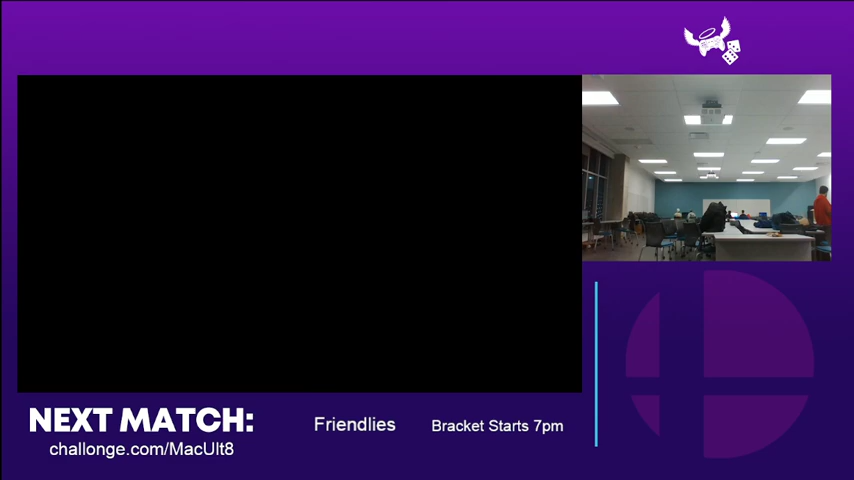 NEXT MATCH:
challonge.com/MacUlt8
Friendlies
Bracket Starts 7pm